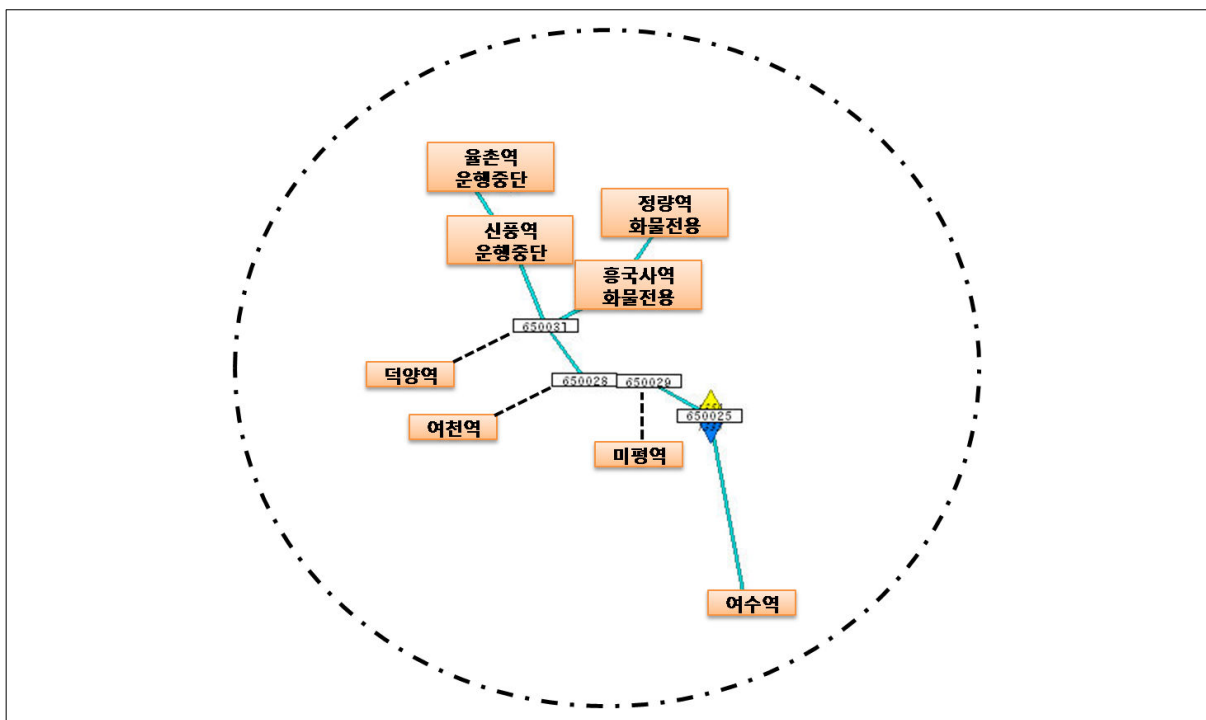 율촌역
운행중단
정량역
화물전용
신풍역
운행중단
흥국사역
화물전용
650031
덕양역
650028
650029
여천역
650025
미평역
여수역